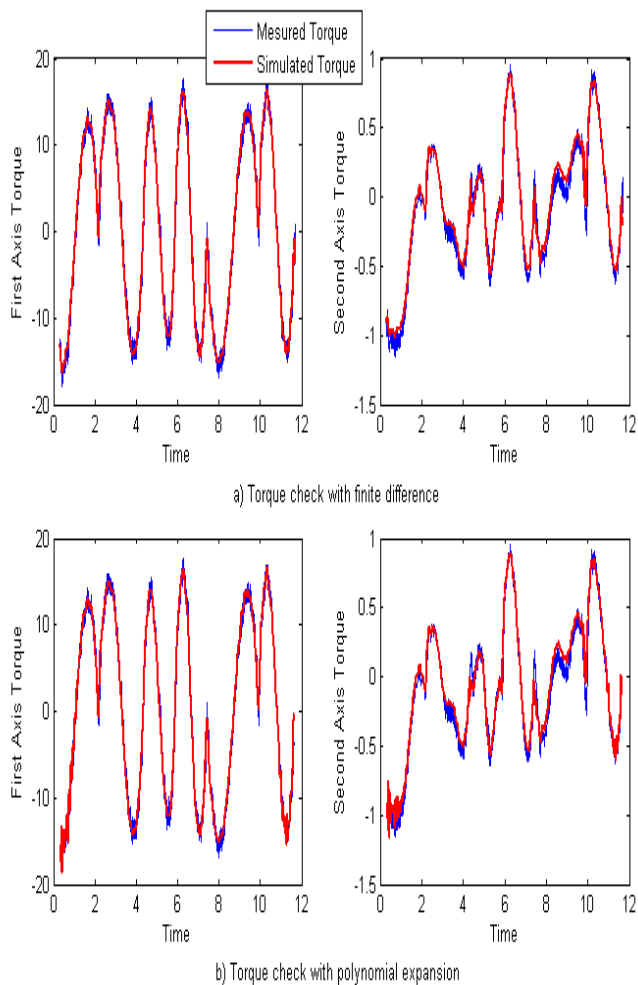 Mesured Torque
Simulated Torque
20
10
0
-10
-20
0 2 4 6 8 10 12
First Axis Torque
Time
1
0.5
0
-0.5
-1
-1.5
0 2 4 6 8 10 12
Second Axis Torque
Time
a) Torque check with finite difference
20
10
0
-10
-20
0 2 4 6 8 10 12
First Axis Torque
Time
1
0.5
0
-0.5
-1
-1.5
0 2 4 6 8 10 12
Second Axis Torque
Time
b) Torque check with polynomial expansion